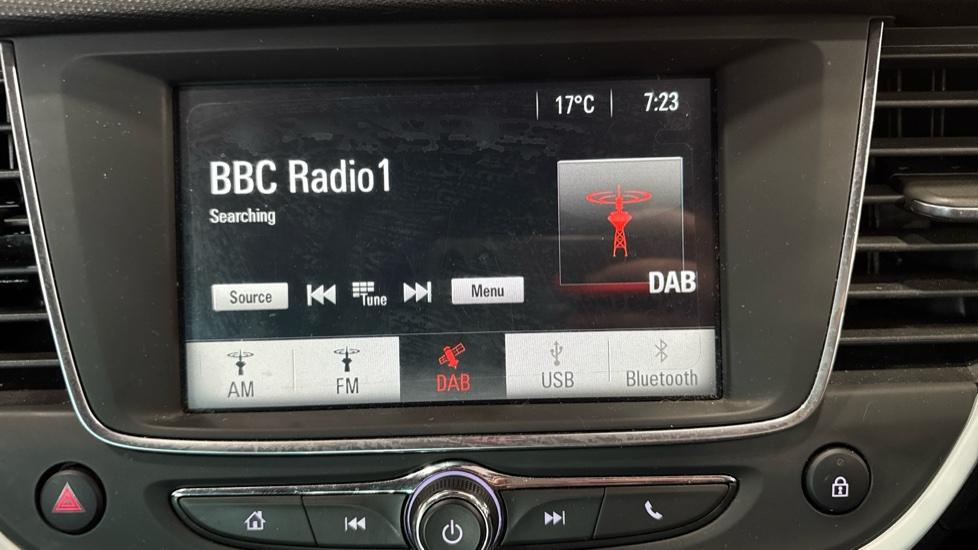 17°C 7:23
BBC Radio1
Searching
DAB
Source Tune Menu
AM FM DAB USB Bluetooth